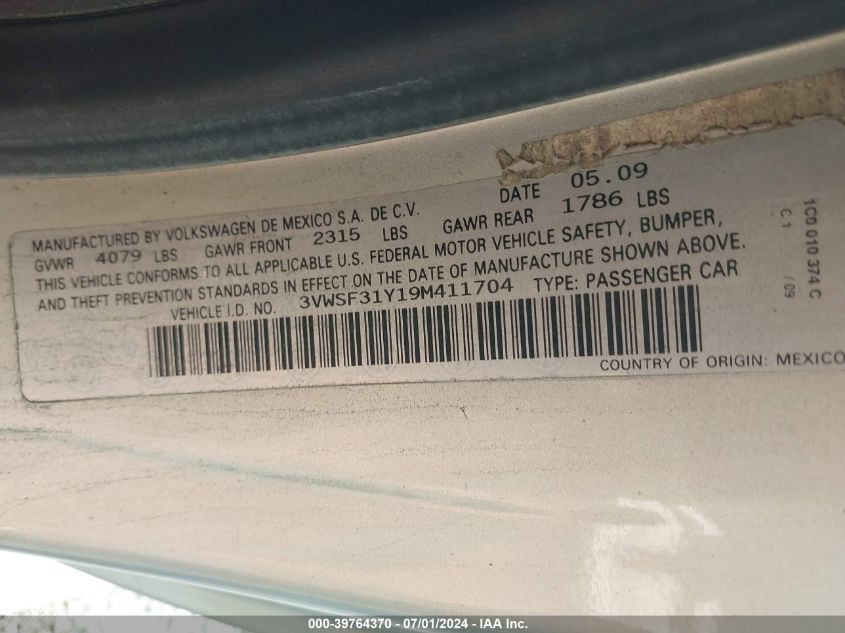 MANUFACTURED BY VOLKSWAGEN DE MEXICO S.A. DE C.V. DATE 05.09
GVWR 4079 LBS GAWR FRONT 2315 LBS GAWR REAR 1786 LBS
THIS VEHICLE CONFORMS TO ALL APPLICABLE U.S. FEDERAL MOTOR VEHICLE SAFETY, BUMPER,
AND THEFT PREVENTION STANDARDS IN EFFECT ON THE DATE OF MANUFACTURE SHOWN ABOVE.
VEHICLE I.D. NO. 3VWSF31Y19M411704 TYPE: PASSENGER CAR
COUNTRY OF ORIGIN: MEXICO
1C0 010 374 C
C 1 /09
000-39764370 - 07/01/2024 - IAA Inc.